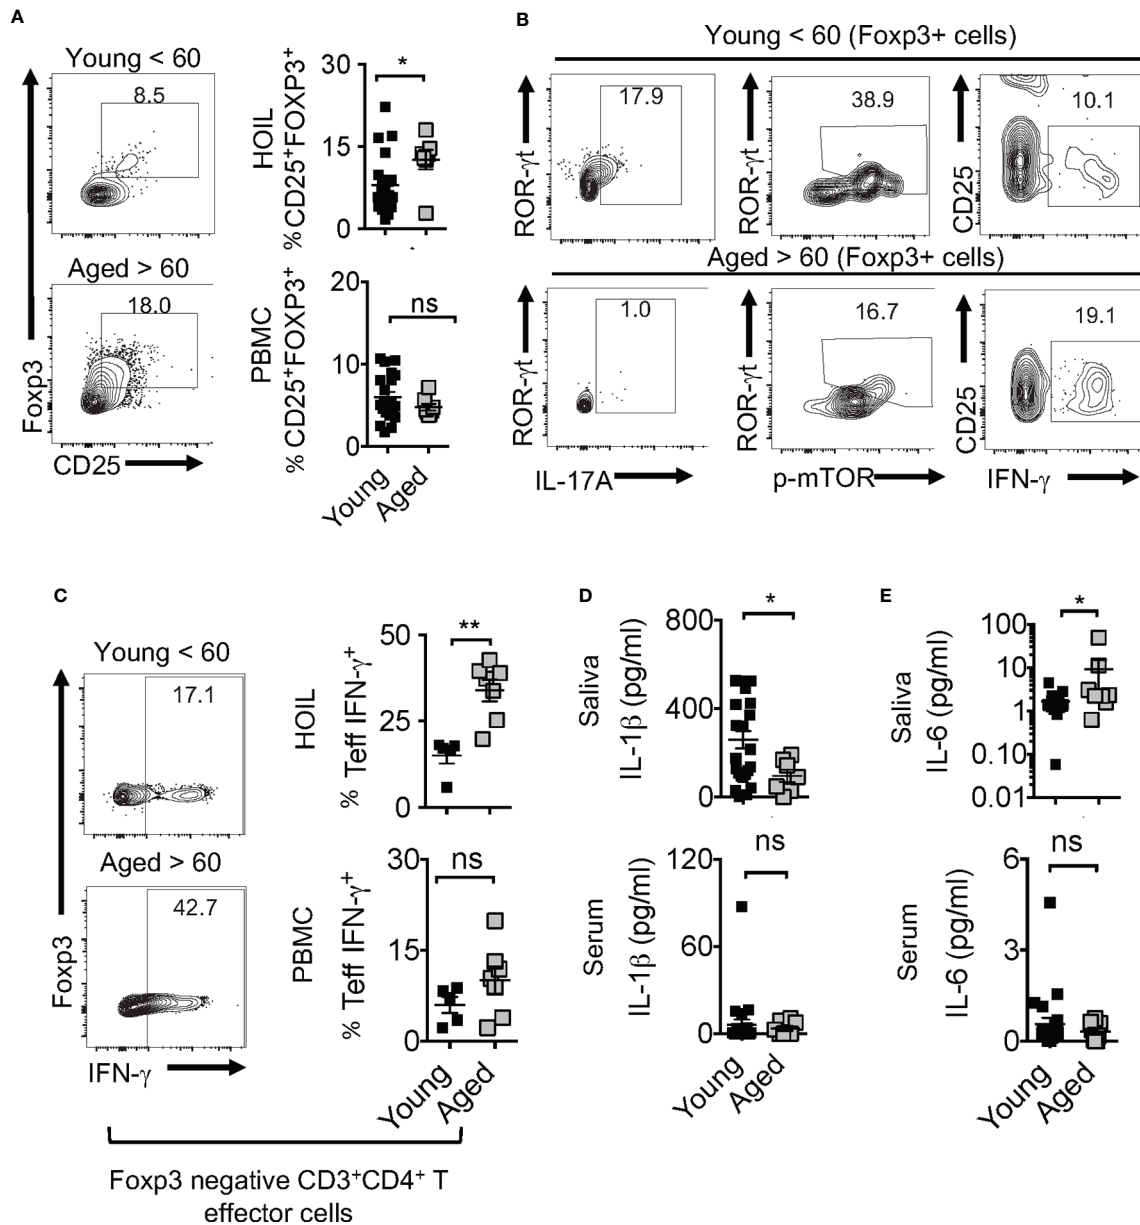 A
Young < 60
8.5
Aged > 60
18.0
Foxp3
CD25
HOIL
% CD25⁺FOXP3⁺
30
15
0
*
PBMC
% CD25⁺FOXP3⁺
20
10
0
ns
Young
Aged
B
Young < 60 (Foxp3+ cells)
17.9
38.9
10.1
ROR-γt
ROR-γt
CD25
Aged > 60 (Foxp3+ cells)
1.0
16.7
19.1
ROR-γt
ROR-γt
CD25
IL-17A
p-mTOR
IFN-γ
C
Young < 60
17.1
Aged > 60
42.7
Foxp3
IFN-γ
HOIL
% Teff IFN-γ⁺
50
25
0
**
PBMC
% Teff IFN-γ⁺
30
15
0
ns
Young
Aged
Foxp3 negative CD3⁺CD4⁺ T
effector cells
D
Saliva
IL-1β (pg/ml)
800
400
0
*
Serum
IL-1β (pg/ml)
120
60
0
ns
Young
Aged
E
Saliva
IL-6 (pg/ml)
100
10
1
0.10
0.01
*
Serum
IL-6 (pg/ml)
6
3
0
ns
Young
Aged